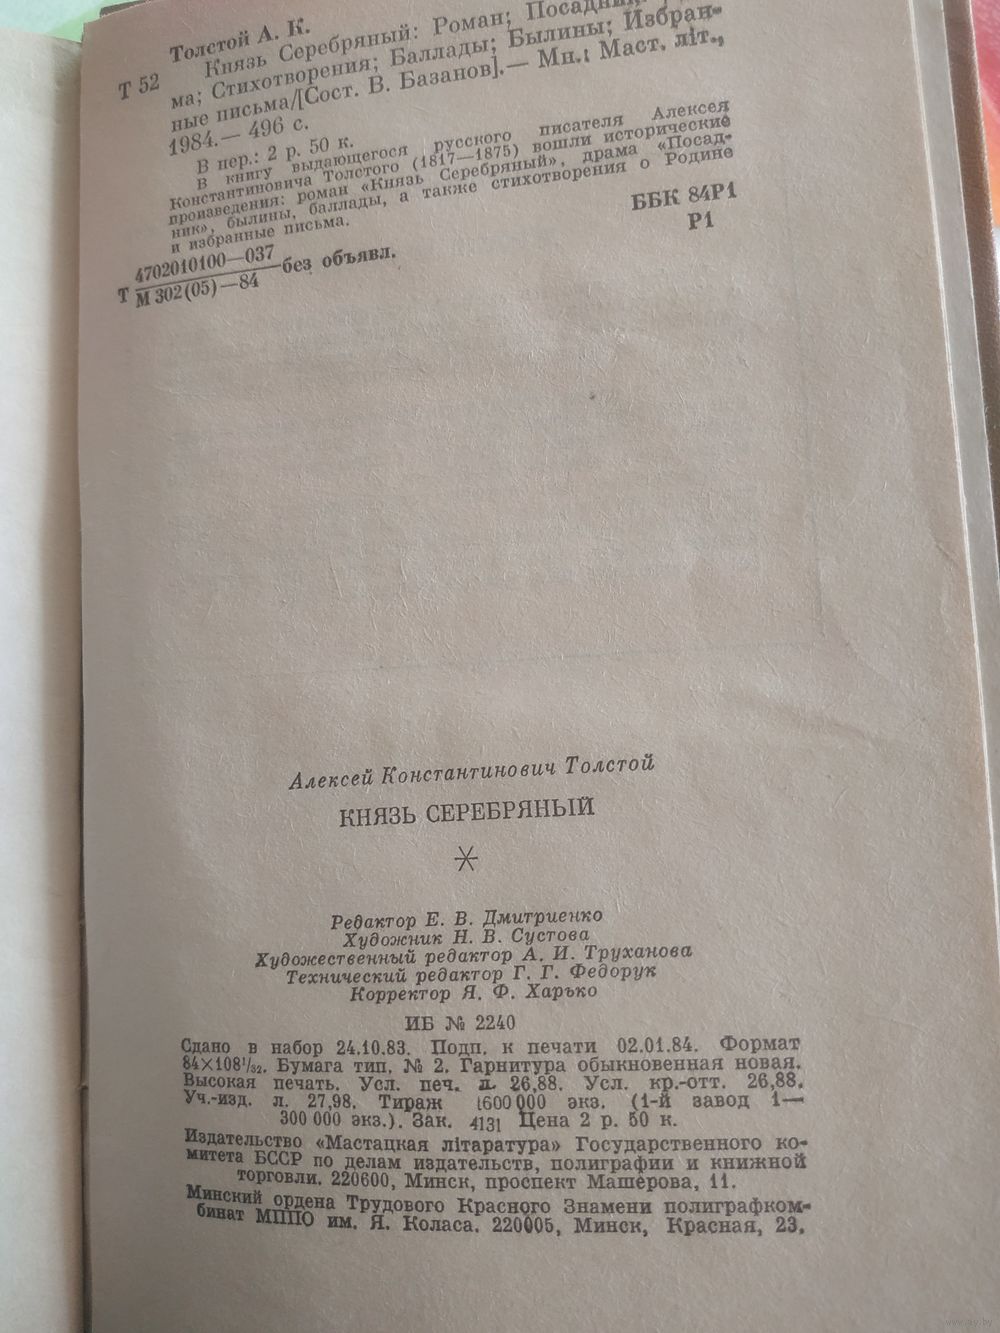 Толстой А. К.
Т 52 Князь Серебряный: Роман; Посадник
ма; Стихотворения; Баллады; Былины; Избран-
ные письма/[Сост. В. Базанов].— Мн.: Маст. літ.,
1984.— 496 с.
В пер.: 2 р. 50 к.
В книгу выдающегося русского писателя Алексея
Константиновича Толстого (1817—1875) вошли исторические
произведения: роман «Князь Серебряный», драма «Посад-
ник», былины, баллады, а также стихотворения о Родине
и избранные письма.
4702010100—037
Т без объявл.
М 302(05)—84
ББК 84Р1
Р1
Алексей Константинович Толстой
КНЯЗЬ СЕРЕБРЯНЫЙ
Редактор Е. В. Дмитриенко
Художник Н. В. Сустова
Художественный редактор А. И. Труханова
Технический редактор Г. Г. Федорук
Корректор Я. Ф. Харько
ИБ № 2240
Сдано в набор 24.10.83. Подп. к печати 02.01.84. Формат
84×108¹/₃₂. Бумага тип. № 2. Гарнитура обыкновенная новая.
Высокая печать. Усл. печ. л. 26,88. Усл. кр.-отт. 26,88.
Уч.-изд. л. 27,98. Тираж 1600 000 экз. (1-й завод 1—
300 000 экз.). Зак. 4131 Цена 2 р. 50 к.
Издательство «Мастацкая літаратура» Государственного ко-
митета БССР по делам издательств, полиграфии и книжной
торговли. 220600, Минск, проспект Машерова, 11.
Минский ордена Трудового Красного Знамени полиграфком-
бинат МППО им. Я. Коласа. 220005, Минск, Красная, 23.